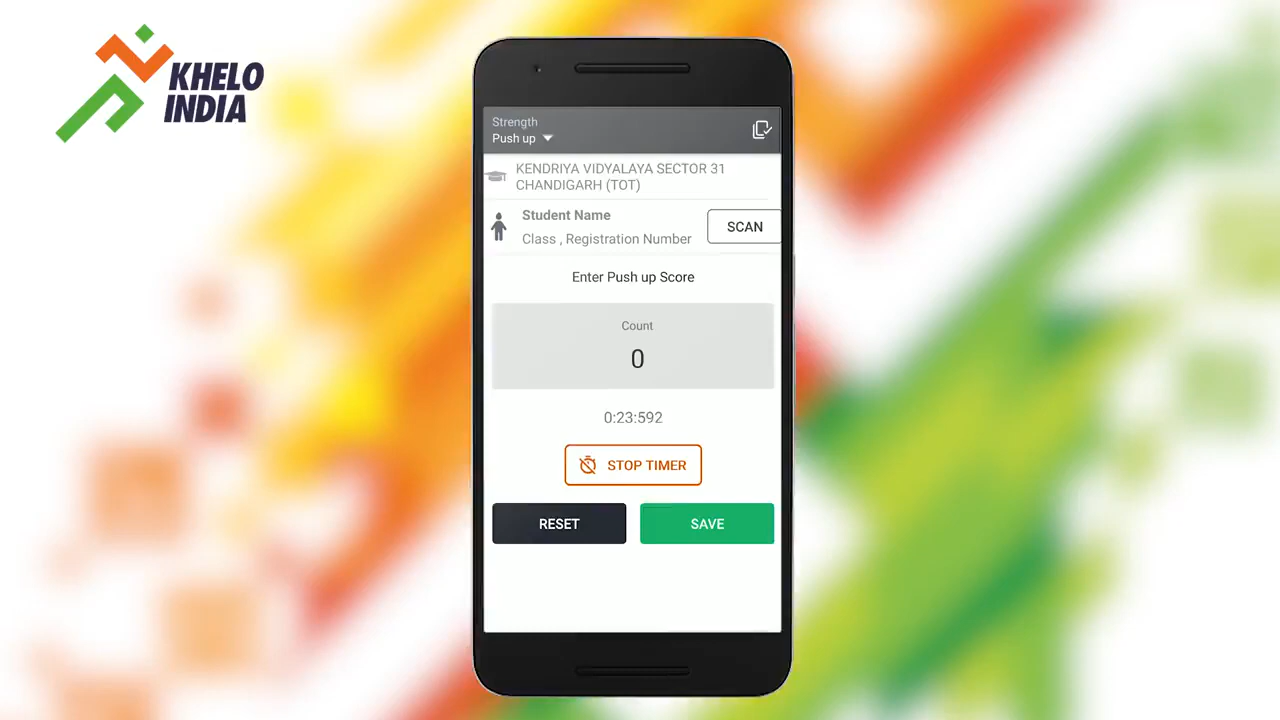 KHELO
INDIA
Strength
Push up
KENDRIYA VIDYALAYA SECTOR 31
CHANDIGARH (TOT)
Student Name
SCAN
Class , Registration Number
Enter Push up Score
Count
0
0:23:592
STOP TIMER
RESET
SAVE